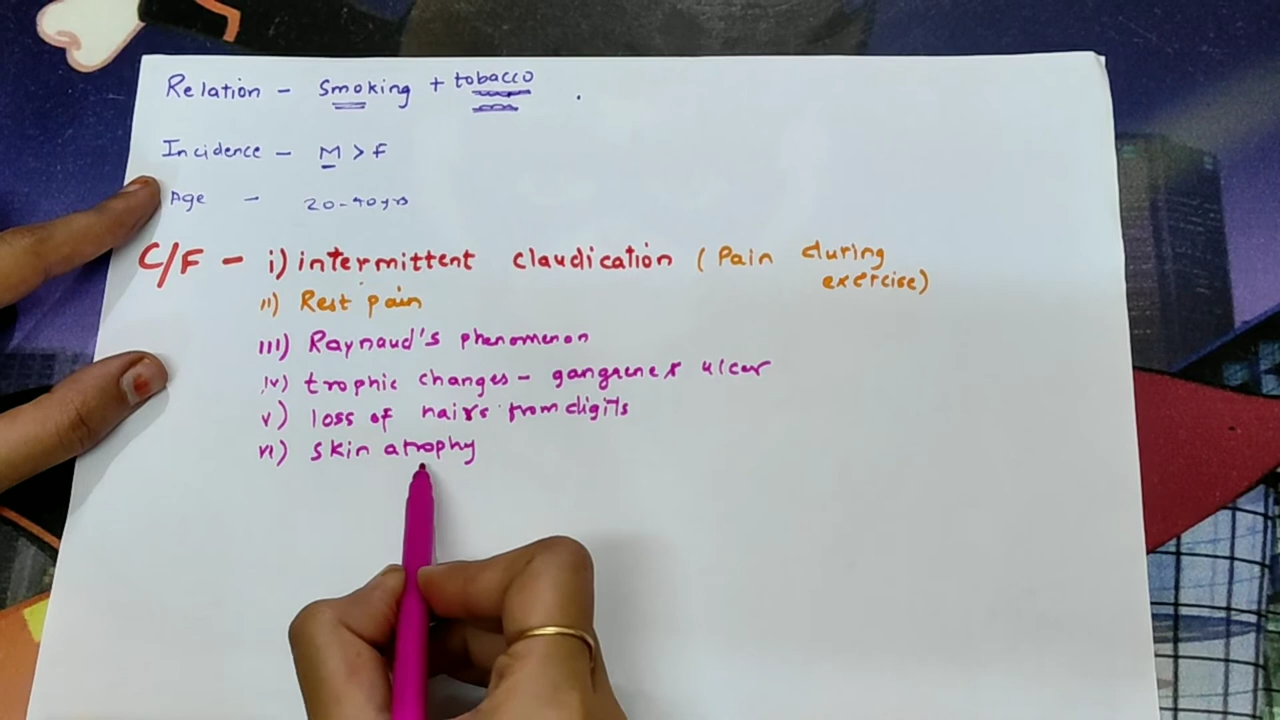 Relation - Smoking + tobacco .
Incidence - M > F
Age - 20-40yrs
C/F - i) intermittent claudication (Pain during exercise)
ii) Rest pain
iii) Raynaud's phenomenon
iv) trophic changes - gangrene & ulcer
v) loss of hairs from digits
vi) skin atrophy